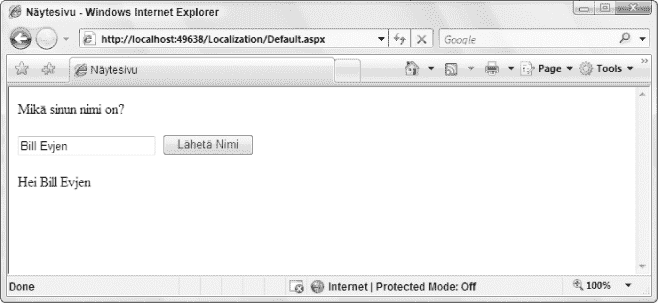 Näytesivu - Windows Internet Explorer
http://localhost:49638/Localization/Default.aspx
Google
Näytesivu
Page
Tools
Mikä sinun nimi on?
Bill Evjen
Lähetä Nimi
Hei Bill Evjen
Done
Internet | Protected Mode: Off
100%